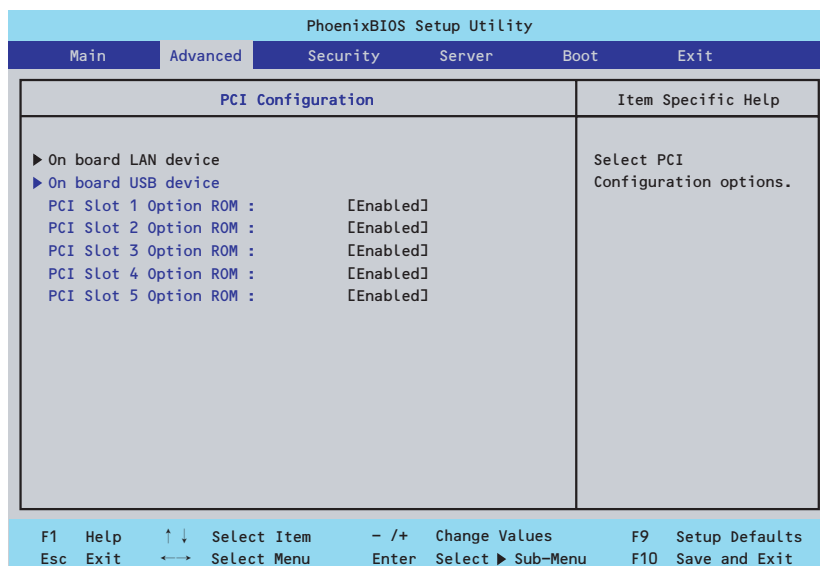 PhoenixBIOS Setup Utility
Main Advanced Security Server Boot Exit
PCI Configuration
Item Specific Help
▶ On board LAN device
▶ On board USB device
PCI Slot 1 Option ROM : [Enabled]
PCI Slot 2 Option ROM : [Enabled]
PCI Slot 3 Option ROM : [Enabled]
PCI Slot 4 Option ROM : [Enabled]
PCI Slot 5 Option ROM : [Enabled]
Select PCI
Configuration options.
F1 Help ↑↓ Select Item – /+ Change Values F9 Setup Defaults
Esc Exit ←→ Select Menu Enter Select ▶ Sub-Menu F10 Save and Exit